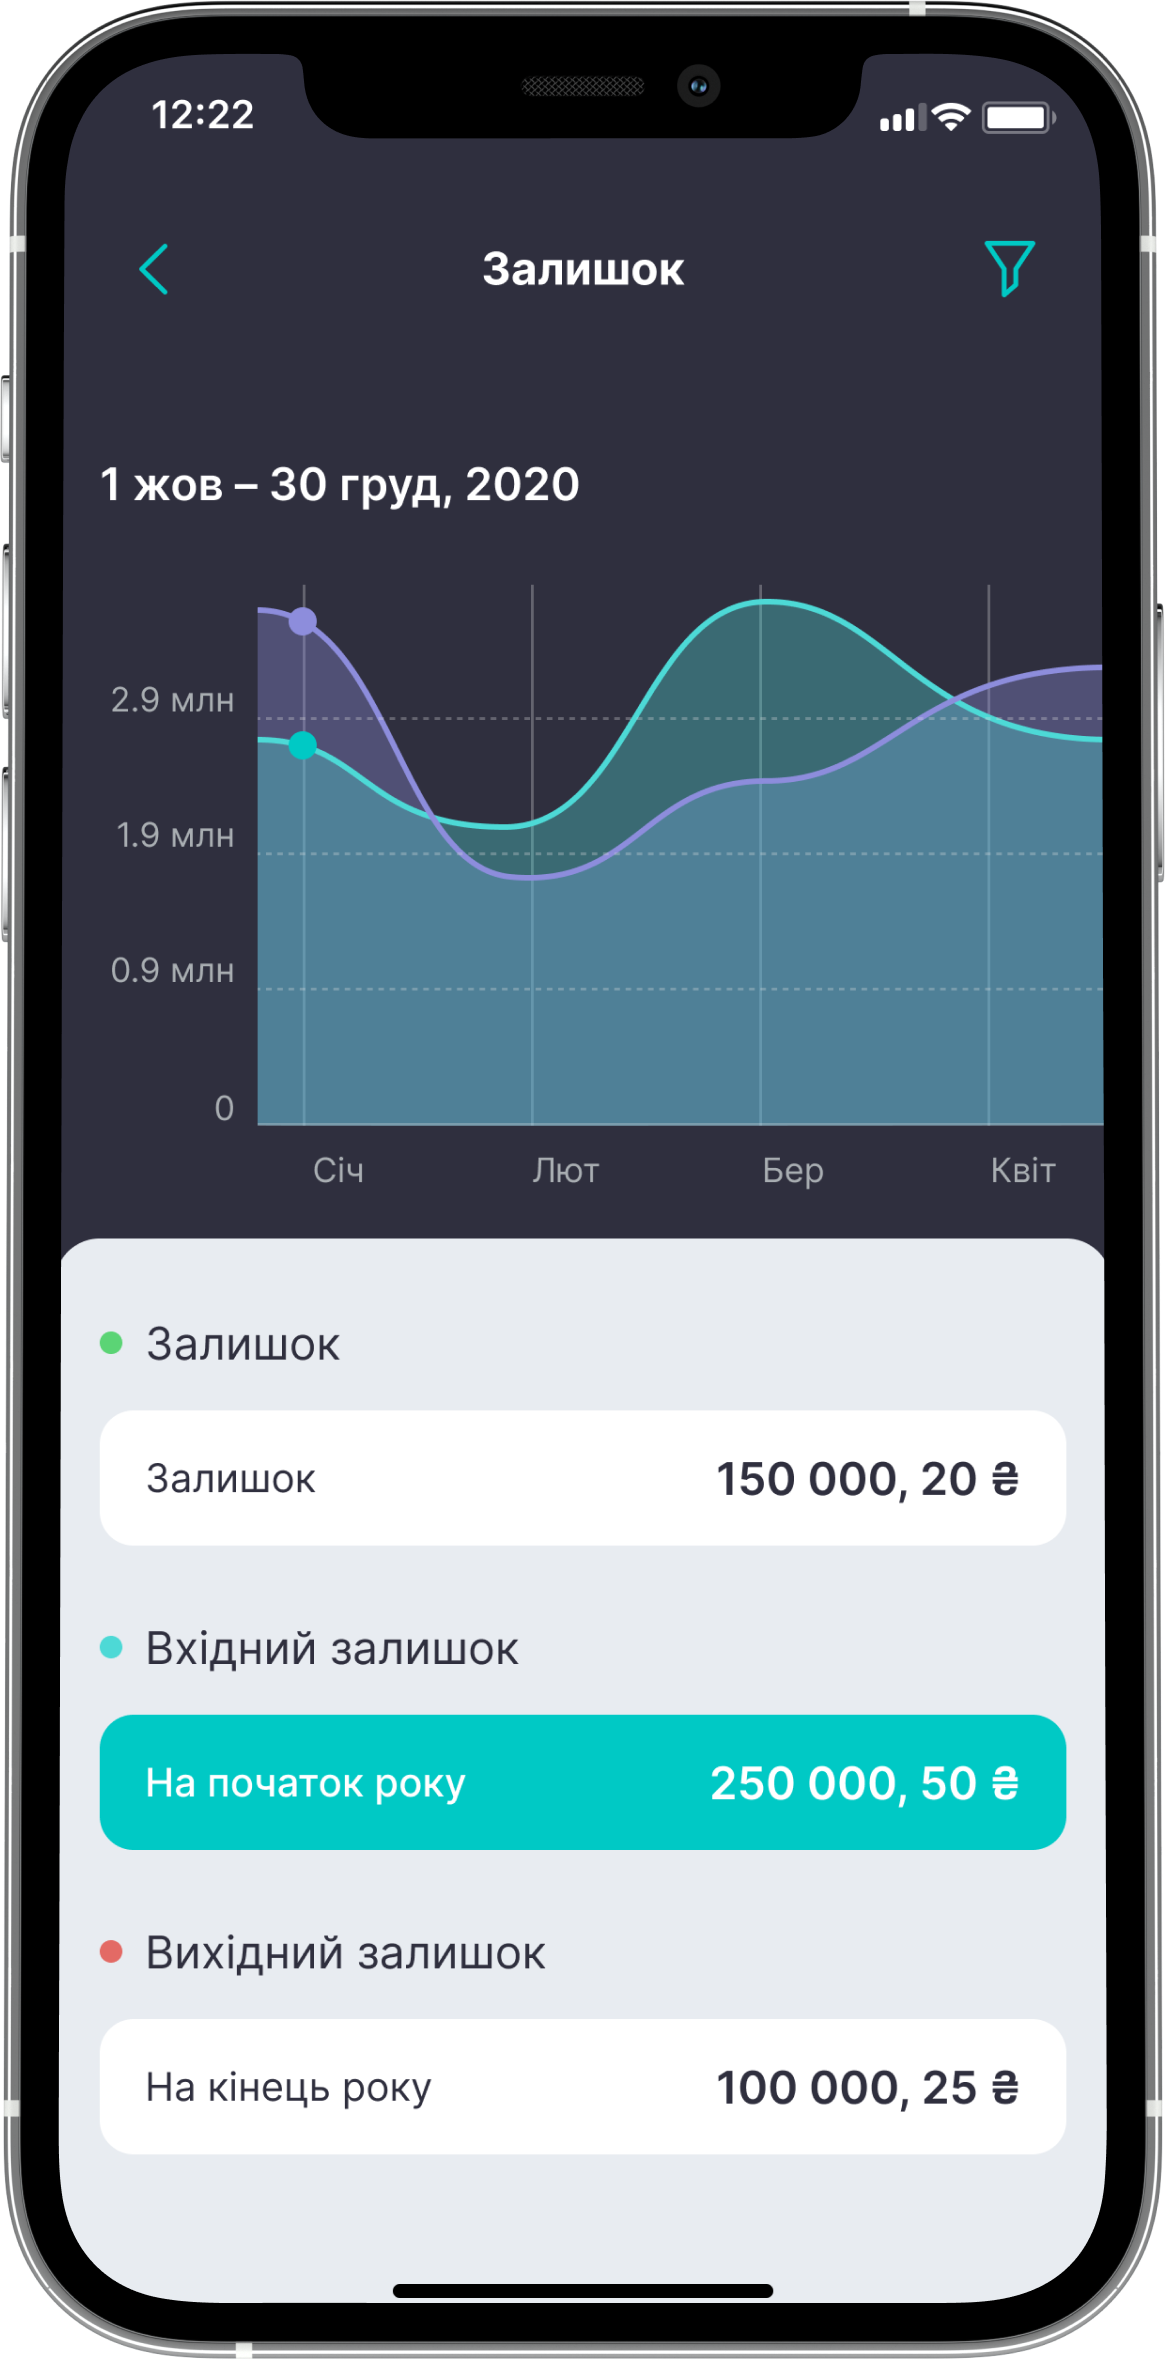 12:22
Залишок
1 жов – 30 груд, 2020
2.9 млн
1.9 млн
0.9 млн
0
Січ Лют Бер Квіт
Залишок
Залишок 150 000, 20 ₴
Вхідний залишок
На початок року 250 000, 50 ₴
Вихідний залишок
На кінець року 100 000, 25 ₴